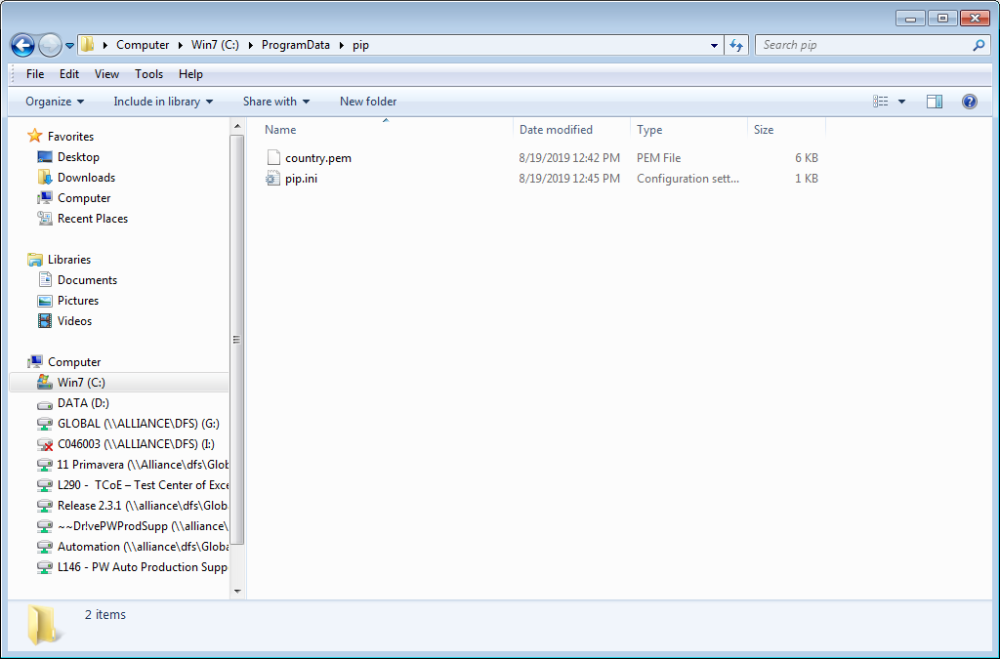 Computer ▸ Win7 (C:) ▸ ProgramData ▸ pip
Search pip
File Edit View Tools Help
Organize Include in library Share with New folder
Name Date modified Type Size
country.pem 8/19/2019 12:42 PM PEM File 6 KB
pip.ini 8/19/2019 12:45 PM Configuration sett... 1 KB
Favorites
Desktop
Downloads
Computer
Recent Places
Libraries
Documents
Pictures
Videos
Computer
Win7 (C:)
DATA (D:)
GLOBAL (\\ALLIANCE\DFS) (G:)
C046003 (\\ALLIANCE\DFS) (I:)
11 Primavera (\\Alliance\dfs\Glob
L290 - TCoE – Test Center of Exce
Release 2.3.1 (\\alliance\dfs\Glob
~~Dr!vePWProdSupp (\\alliance\
Automation (\\alliance\dfs\Globa
L146 - PW Auto Production Supp
2 items